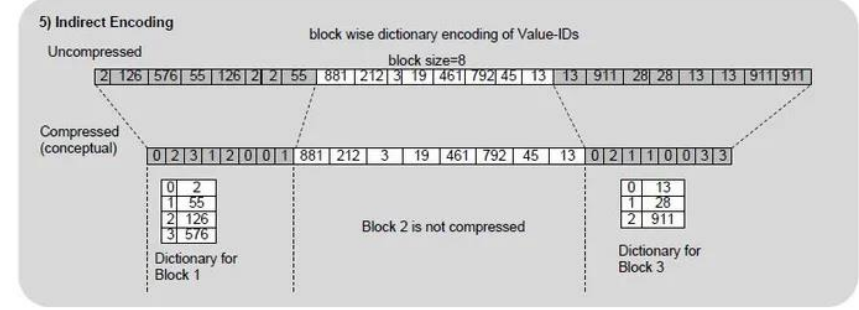 5) Indirect Encoding
block wise dictionary encoding of Value-IDs
Uncompressed
block size=8
2 126 576 55 126 2 2 55 881 212 3 19 461 792 45 13 13 911 28 28 13 13 911 911
Compressed
(conceptual)
0 2 3 1 2 0 0 1 881 212 3 19 461 792 45 13 0 2 1 1 0 0 3 3
0 2
1 55
2 126
3 576
Dictionary for
Block 1
Block 2 is not compressed
0 13
1 28
2 911
Dictionary for
Block 3